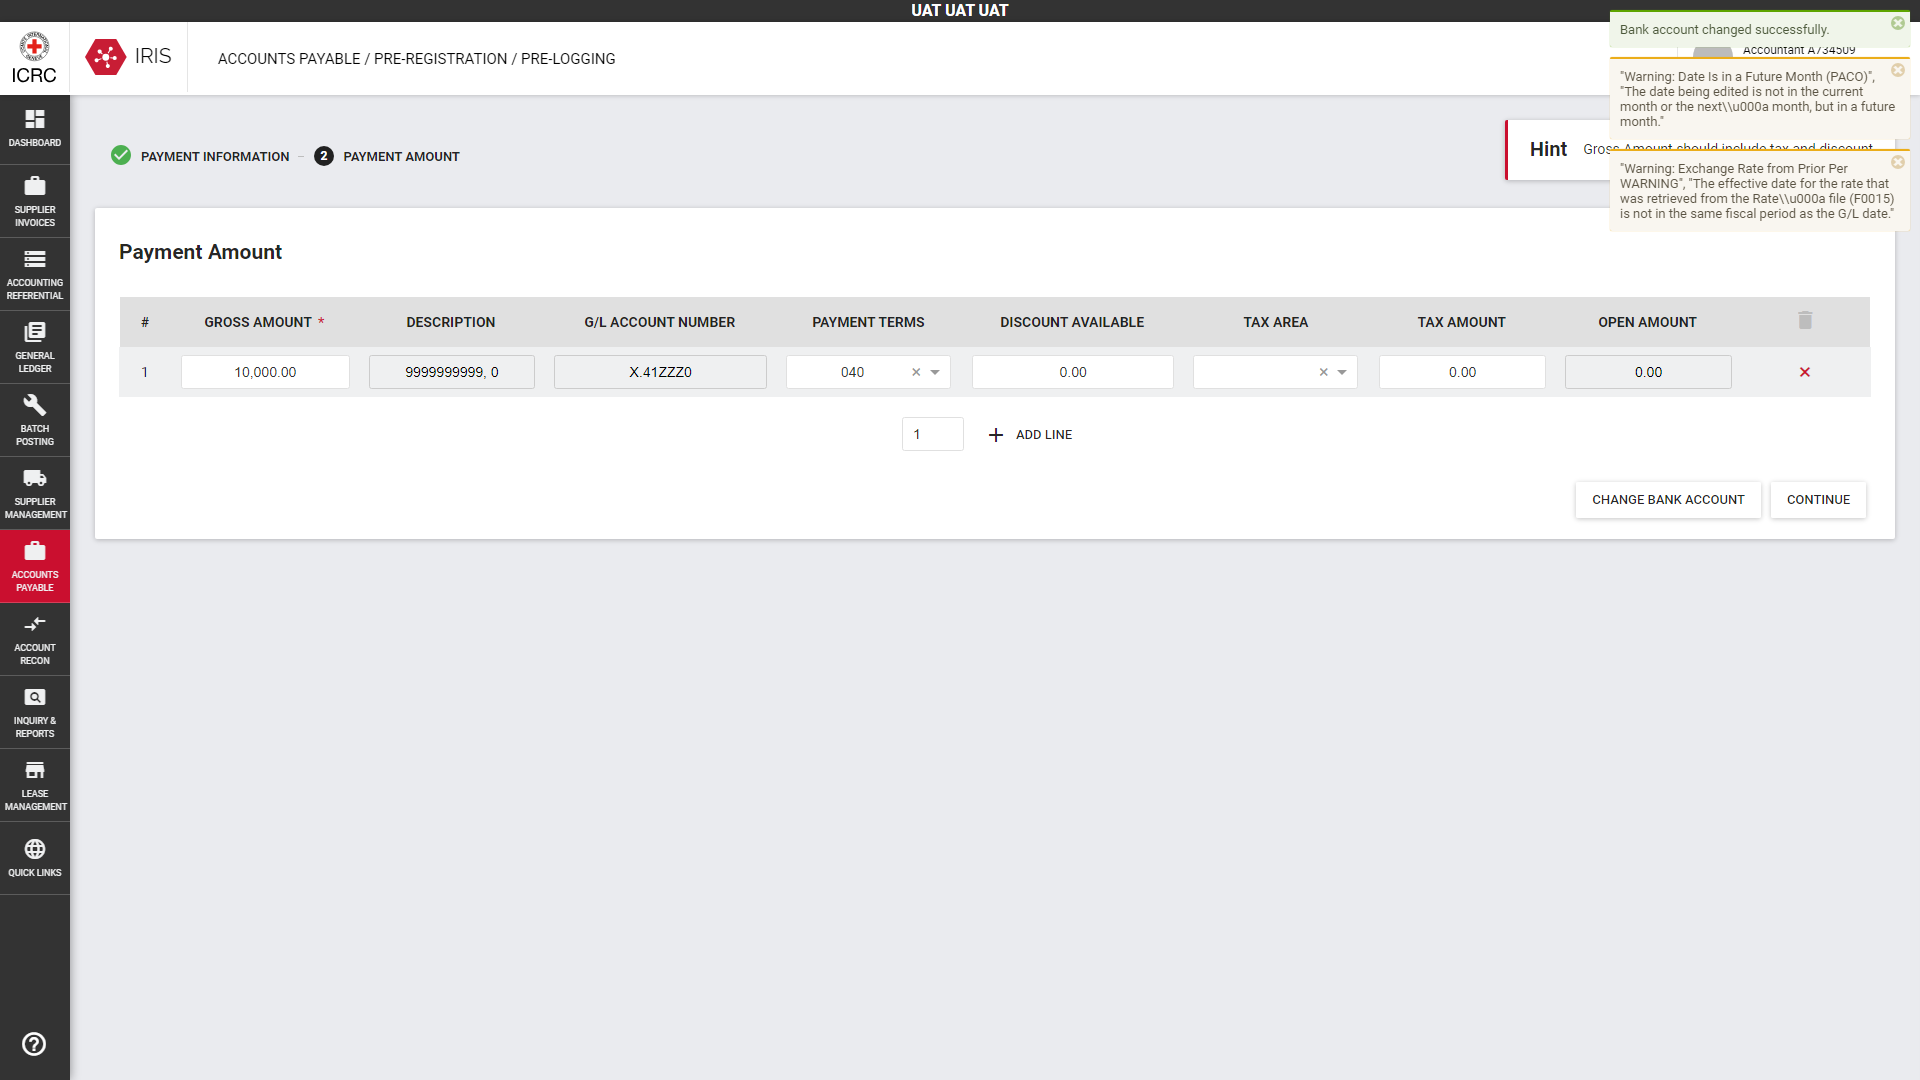 UAT UAT UAT
ICRC
IRIS
ACCOUNTS PAYABLE / PRE-REGISTRATION / PRE-LOGGING
Accountant A734509
Bank account changed successfully.
"Warning: Date Is in a Future Month (PACO)",
"The date being edited is not in the current
month or the next\\u000a month, but in a future
month."
"Warning: Exchange Rate from Prior Per
WARNING", "The effective date for the rate that
was retrieved from the Rate\\u000a file (F0015)
is not in the same fiscal period as the G/L date."
DASHBOARD
SUPPLIER
INVOICES
ACCOUNTING
REFERENTIAL
GENERAL
LEDGER
BATCH
POSTING
SUPPLIER
MANAGEMENT
ACCOUNTS
PAYABLE
ACCOUNT
RECON
INQUIRY &
REPORTS
LEASE
MANAGEMENT
QUICK LINKS
PAYMENT INFORMATION
2 PAYMENT AMOUNT
Hint Gross Amount should include tax and discount
Payment Amount
# GROSS AMOUNT * DESCRIPTION G/L ACCOUNT NUMBER PAYMENT TERMS DISCOUNT AVAILABLE TAX AREA TAX AMOUNT OPEN AMOUNT
1 10,000.00 9999999999, 0 X.41ZZZ0 040 0.00 0.00 0.00
1 ADD LINE
CHANGE BANK ACCOUNT CONTINUE